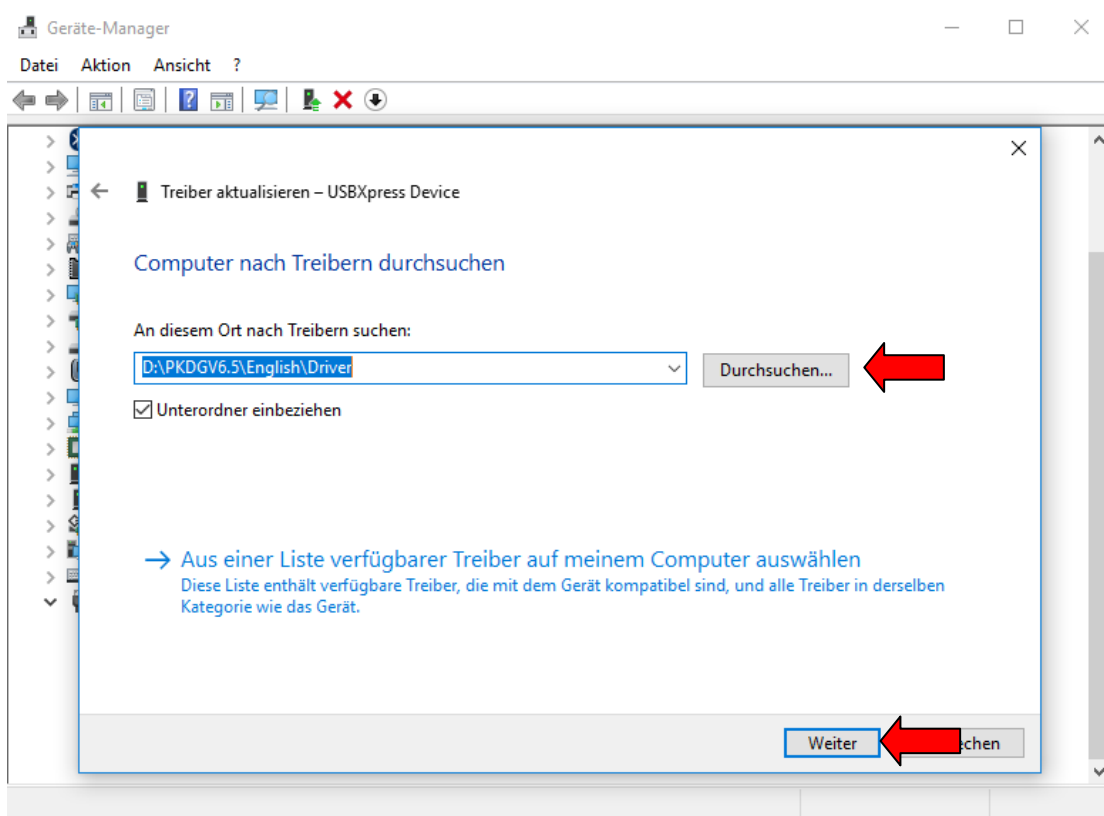 Geräte-Manager
Datei Aktion Ansicht ?
Treiber aktualisieren – USBXpress Device
Computer nach Treibern durchsuchen
An diesem Ort nach Treibern suchen:
D:\PKDGV6.5\English\Driver
Durchsuchen...
Unterordner einbeziehen
Aus einer Liste verfügbarer Treiber auf meinem Computer auswählen
Diese Liste enthält verfügbare Treiber, die mit dem Gerät kompatibel sind, und alle Treiber in derselben
Kategorie wie das Gerät.
Weiter